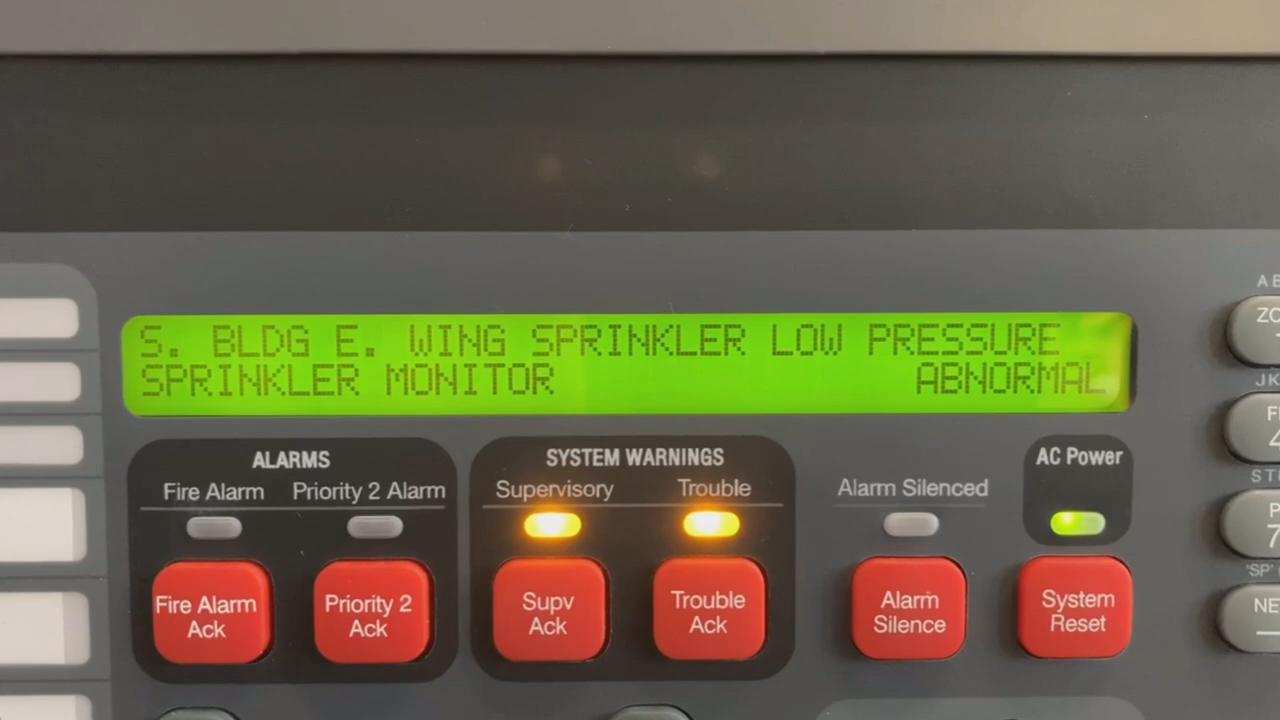 S. BLDG E. WING SPRINKLER LOW PRESSURE
SPRINKLER MONITOR ABNORMAL
ALARMS
Fire Alarm Priority 2 Alarm
SYSTEM WARNINGS
Supervisory Trouble
Alarm Silenced
AC Power
Fire Alarm
Ack
Priority 2
Ack
Supv
Ack
Trouble
Ack
Alarm
Silence
System
Reset